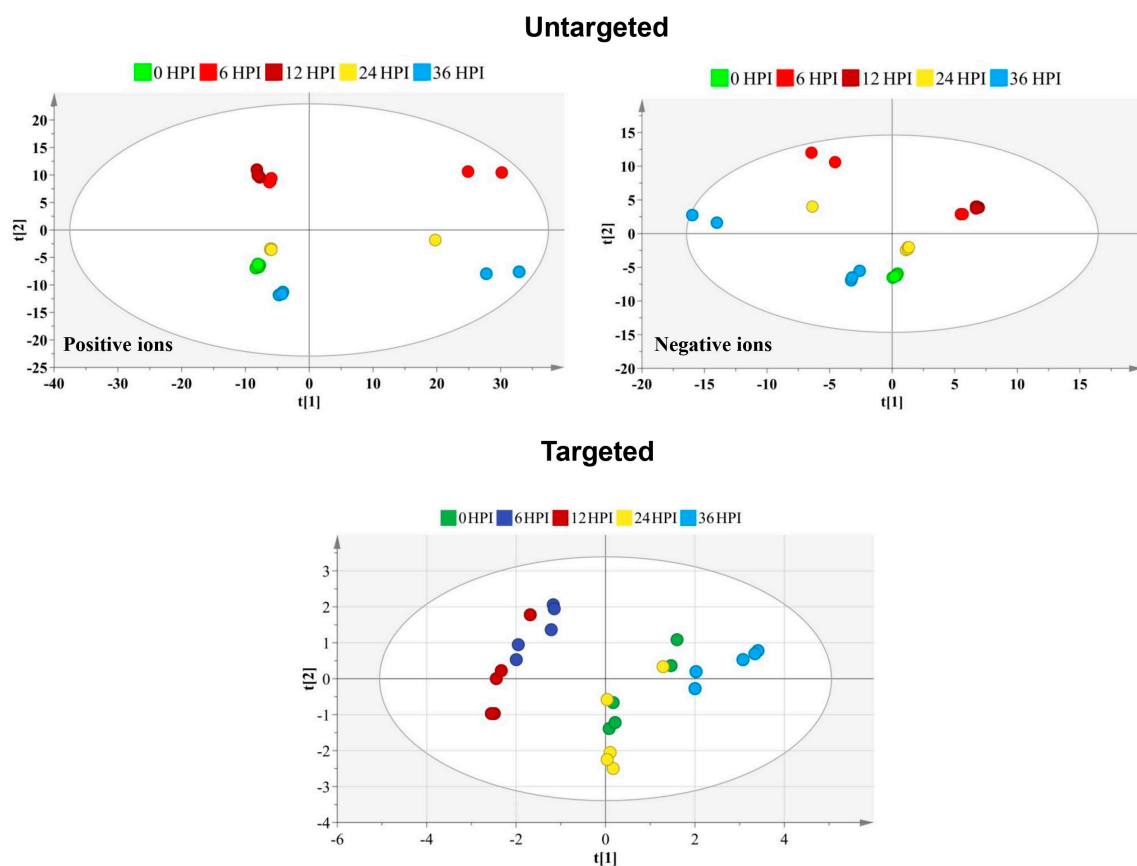 Untargeted
0 HPI 6 HPI 12 HPI 24 HPI 36 HPI
20
15
10
5
0
-5
-10
-15
-20
-25
t[2]
Positive ions
-40 -30 -20 -10 0 10 20 30
t[1]
0 HPI 6 HPI 12 HPI 24 HPI 36 HPI
15
10
5
0
-5
-10
-15
-20
t[2]
Negative ions
-20 -15 -10 -5 0 5 10 15
t[1]
Targeted
0 HPI 6HPI 12HPI 24HPI 36HPI
3
2
1
0
-1
-2
-3
-4
t[2]
-6 -4 -2 0 2 4
t[1]